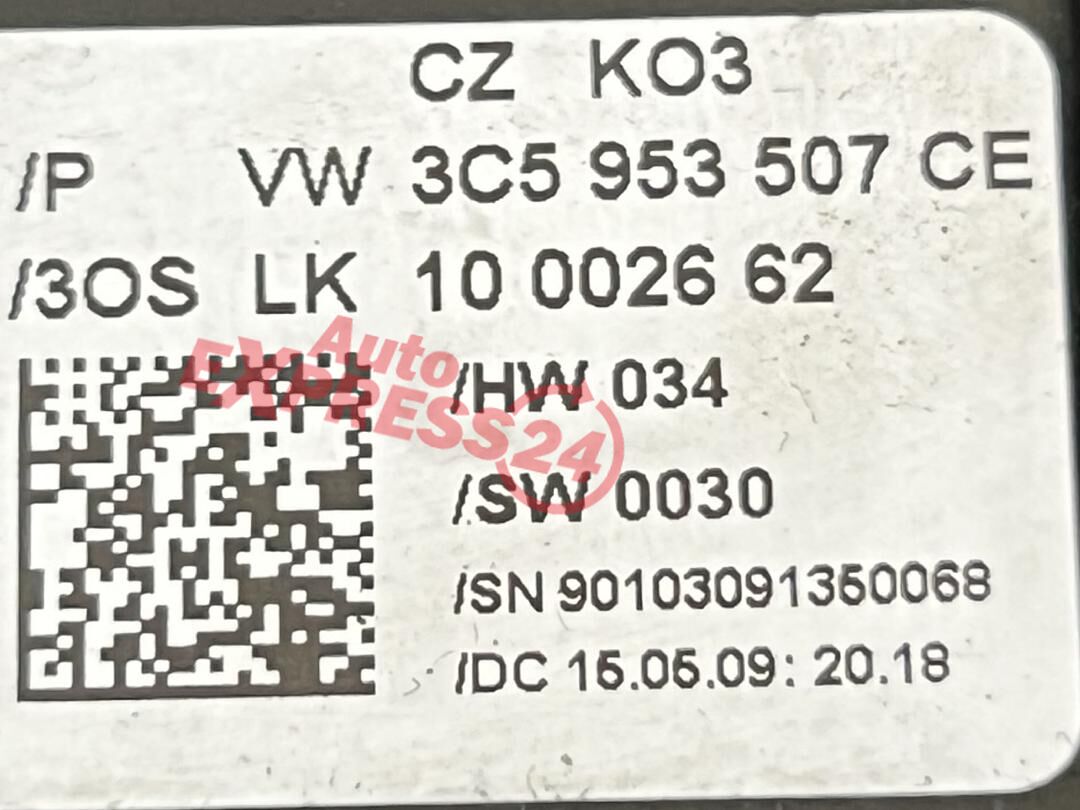 CZ KO3
/P VW 3C5 953 507 CE
/3OS LK 10 0026 62
Auto
EXPRESS24
/HW 034
/SW 0030
/SN 90103091350068
/DC 15.05.09: 20.18